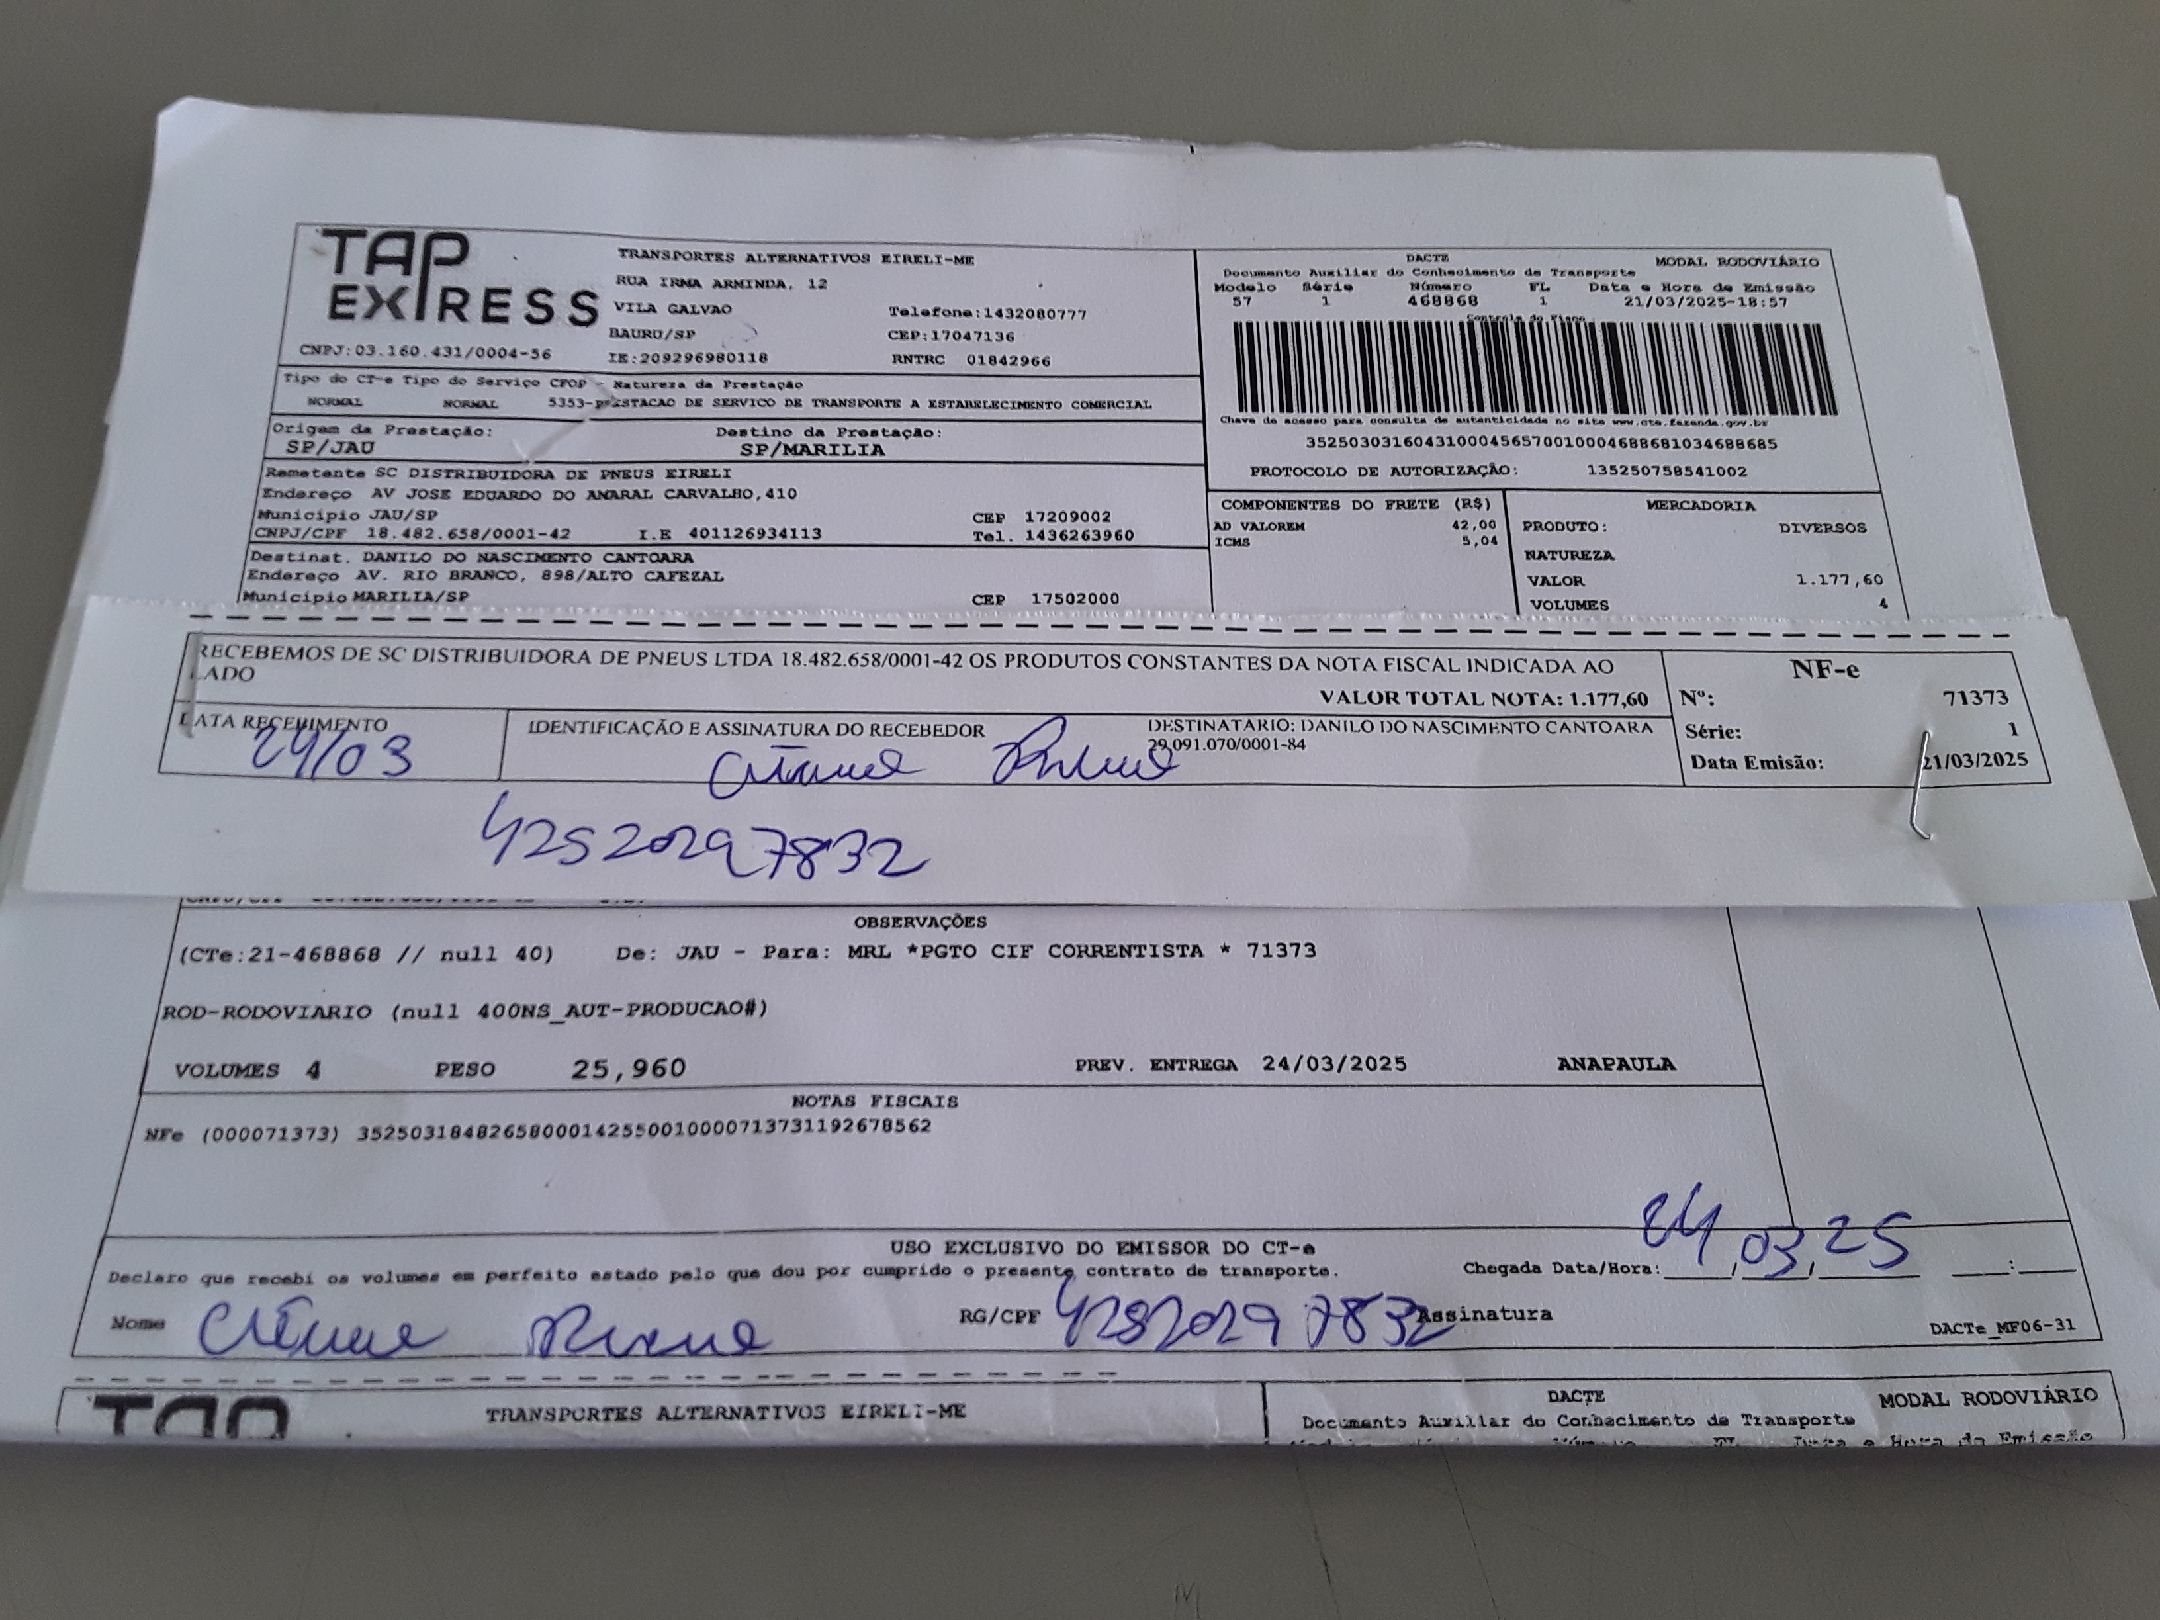 TAP
EXPRESS
TRANSPORTES ALTERNATIVOS EIRELI-ME
RUA IRMA ARMINDA, 12
VILA GALVAO Telefone:1432080777
BAURU/SP CEP:17047136
CNPJ:03.160.431/0004-56 IE:209296980118 RNTRC 01842966
Tipo do CT-e Tipo do Serviço CFOP - Natureza da Prestação
NORMAL NORMAL 5353-PRESTACAO DE SERVICO DE TRANSPORTE A ESTABELECIMENTO COMERCIAL
Origem da Prestação: Destino da Prestação:
SP/JAU SP/MARILIA
Remetente SC DISTRIBUIDORA DE PNEUS EIRELI
Endereço AV JOSE EDUARDO DO AMARAL CARVALHO,410
Município JAU/SP CEP 17209002
CNPJ/CPF 18.482.658/0001-42 I.E 401126934113 Tel. 1436263960
Destinat. DANILO DO NASCIMENTO CANTOARA
Endereço AV. RIO BRANCO, 898/ALTO CAFEZAL
Município MARILIA/SP CEP 17502000
DACTE MODAL RODOVIÁRIO
Documento Auxiliar do Conhecimento de Transporte
Modelo Série Número FL Data e Hora de Emissão
57 1 468868 1 21/03/2025-18:57
Controle do Fisco
Chave de acesso para consulta de autenticidade no site www.cte.fazenda.gov.br
35250303160431000456570010004688681034688685
PROTOCOLO DE AUTORIZAÇÃO: 135250758541002
COMPONENTES DO FRETE (R$) MERCADORIA
AD VALOREM 42,00 PRODUTO: DIVERSOS
ICMS 5,04
NATUREZA
VALOR 1.177,60
VOLUMES 4
RECEBEMOS DE SC DISTRIBUIDORA DE PNEUS LTDA 18.482.658/0001-42 OS PRODUTOS CONSTANTES DA NOTA FISCAL INDICADA AO
LADO
VALOR TOTAL NOTA: 1.177,60
DATA RECEBIMENTO IDENTIFICAÇÃO E ASSINATURA DO RECEBEDOR DESTINATÁRIO: DANILO DO NASCIMENTO CANTOARA
29.091.070/0001-84
24/03
NF-e
Nº: 71373
Série: 1
Data Emissão: 21/03/2025
42520297832
OBSERVAÇÕES
(CTe:21-468868 // null 40) De: JAU - Para: MRL *PGTO CIF CORRENTISTA * 71373
ROD-RODOVIARIO (null 400NS_AUT-PRODUCAO#)
VOLUMES 4 PESO 25,960 PREV. ENTREGA 24/03/2025 ANAPAULA
NOTAS FISCAIS
NFe (000071373) 35250318482658000142550010000713731192678562
USO EXCLUSIVO DO EMISSOR DO CT-e
Declaro que recebi os volumes em perfeito estado pelo que dou por cumprido o presente contrato de transporte. Chegada Data/Hora: 24,03,25 :
Nome RG/CPF 42520297832 Assinatura
DACTe_MF06-31
TAP
TRANSPORTES ALTERNATIVOS EIRELI-ME
DACTE MODAL RODOVIÁRIO
Documento Auxiliar do Conhecimento de Transporte